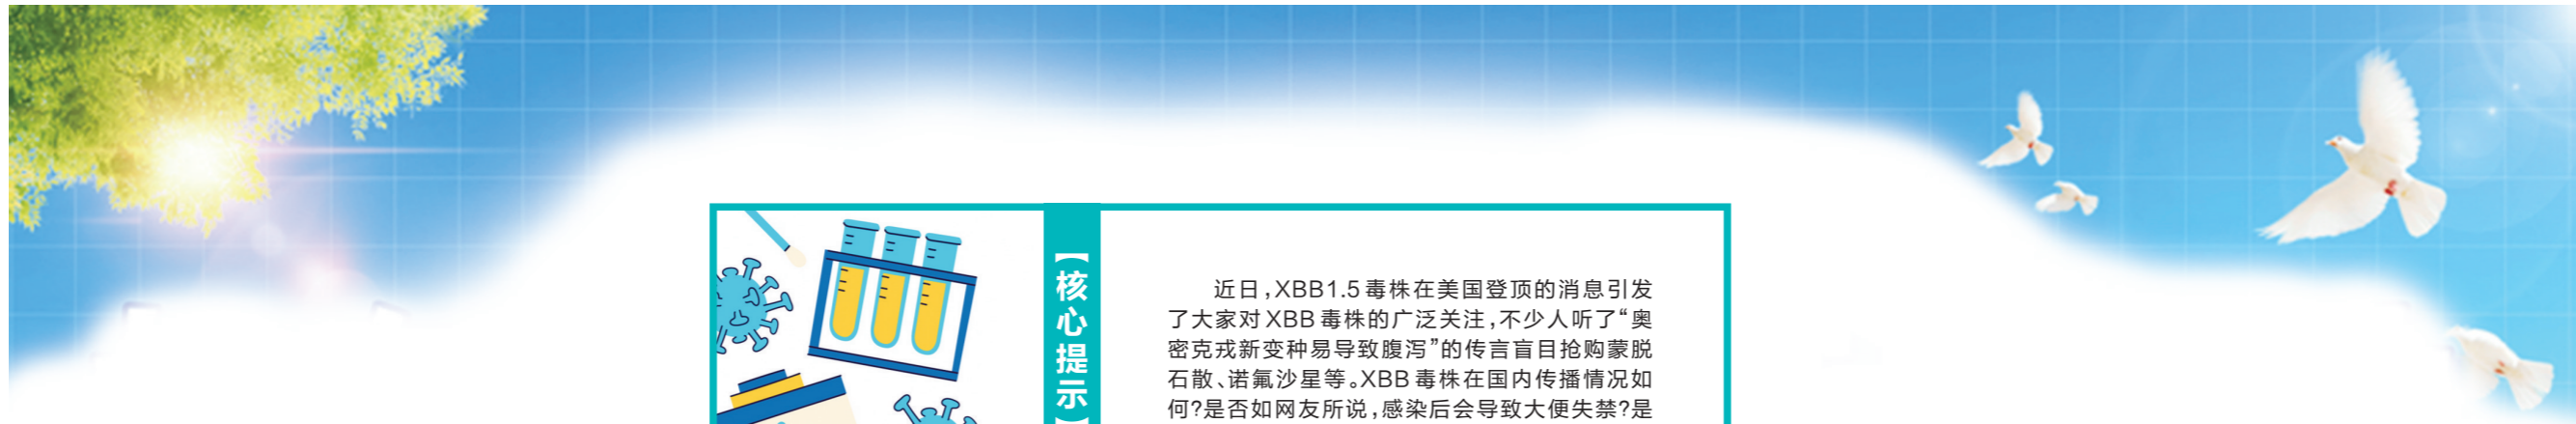 【核心提示】
近日,XBB1.5毒株在美国登顶的消息引发
了大家对XBB毒株的广泛关注,不少人听了“奥
密克戎新变种易导致腹泻”的传言盲目抢购蒙脱
石散、诺氟沙星等。XBB毒株在国内传播情况如
何?是否如网友所说,感染后会导致大便失禁?是